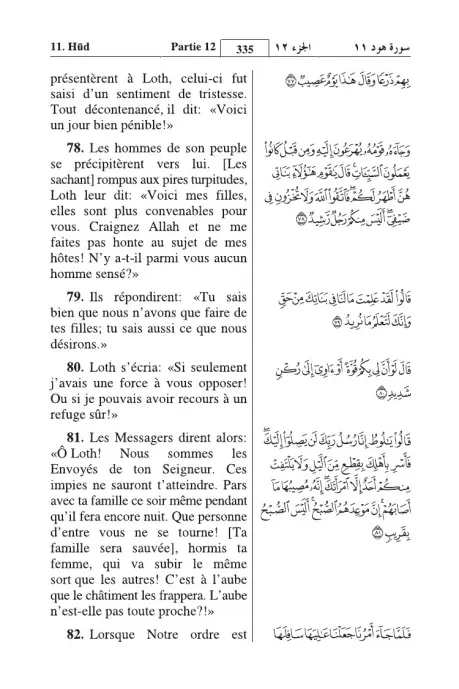 11. Hūd Partie 12 335 الجزء ١٢ سورة هود ١١
présentèrent à Loth, celui-ci fut
saisi d’un sentiment de tristesse.
Tout décontenancé, il dit: «Voici
un jour bien pénible!»
78. Les hommes de son peuple
se précipitèrent vers lui. [Les
sachant] rompus aux pires turpitudes,
Loth leur dit: «Voici mes filles,
elles sont plus convenables pour
vous. Craignez Allah et ne me
faites pas honte au sujet de mes
hôtes! N’y a-t-il parmi vous aucun
homme sensé?»
79. Ils répondirent: «Tu sais
bien que nous n’avons que faire de
tes filles; tu sais aussi ce que nous
désirons.»
80. Loth s’écria: «Si seulement
j’avais une force à vous opposer!
Ou si je pouvais avoir recours à un
refuge sûr!»
81. Les Messagers dirent alors:
«Ô Loth! Nous sommes les
Envoyés de ton Seigneur. Ces
impies ne sauront t’atteindre. Pars
avec ta famille ce soir même pendant
qu’il fera encore nuit. Que personne
d’entre vous ne se tourne! [Ta
famille sera sauvée], hormis ta
femme, qui va subir le même
sort que les autres! C’est à l’aube
que le châtiment les frappera. L’aube
n’est-elle pas toute proche?!»
82. Lorsque Notre ordre est
بِهِمْ ذَرْعًا وَقَالَ هَٰذَا يَوْمٌ عَصِيبٌ ٧٧
وَجَآءَهُۥ قَوْمُهُۥ يُهْرَعُونَ إِلَيْهِ وَمِن قَبْلُ كَانُوا۟
يَعْمَلُونَ ٱلسَّيِّـَٔاتِ ۚ قَالَ يَٰقَوْمِ هَٰٓؤُلَآءِ بَنَاتِى
هُنَّ أَطْهَرُ لَكُمْ ۖ فَٱتَّقُوا۟ ٱللَّهَ وَلَا تُخْزُونِ فِى
ضَيْفِىٓ ۖ أَلَيْسَ مِنكُمْ رَجُلٌ رَّشِيدٌ ٧٨
قَالُوا۟ لَقَدْ عَلِمْتَ مَا لَنَا فِى بَنَاتِكَ مِنْ حَقٍّ
وَإِنَّكَ لَتَعْلَمُ مَا نُرِيدُ ٧٩
قَالَ لَوْ أَنَّ لِى بِكُمْ قُوَّةً أَوْ ءَاوِىٓ إِلَىٰ رُكْنٍ
شَدِيدٍ ٨٠
قَالُوا۟ يَٰلُوطُ إِنَّا رُسُلُ رَبِّكَ لَن يَصِلُوٓا۟ إِلَيْكَ ۖ
فَأَسْرِ بِأَهْلِكَ بِقِطْعٍ مِّنَ ٱلَّيْلِ وَلَا يَلْتَفِتْ
مِنكُمْ أَحَدٌ إِلَّا ٱمْرَأَتَكَ ۖ إِنَّهُۥ مُصِيبُهَا مَآ
أَصَابَهُمْ ۚ إِنَّ مَوْعِدَهُمُ ٱلصُّبْحُ ۚ أَلَيْسَ ٱلصُّبْحُ
بِقَرِيبٍ ٨١
فَلَمَّا جَآءَ أَمْرُنَا جَعَلْنَا عَٰلِيَهَا سَافِلَهَا